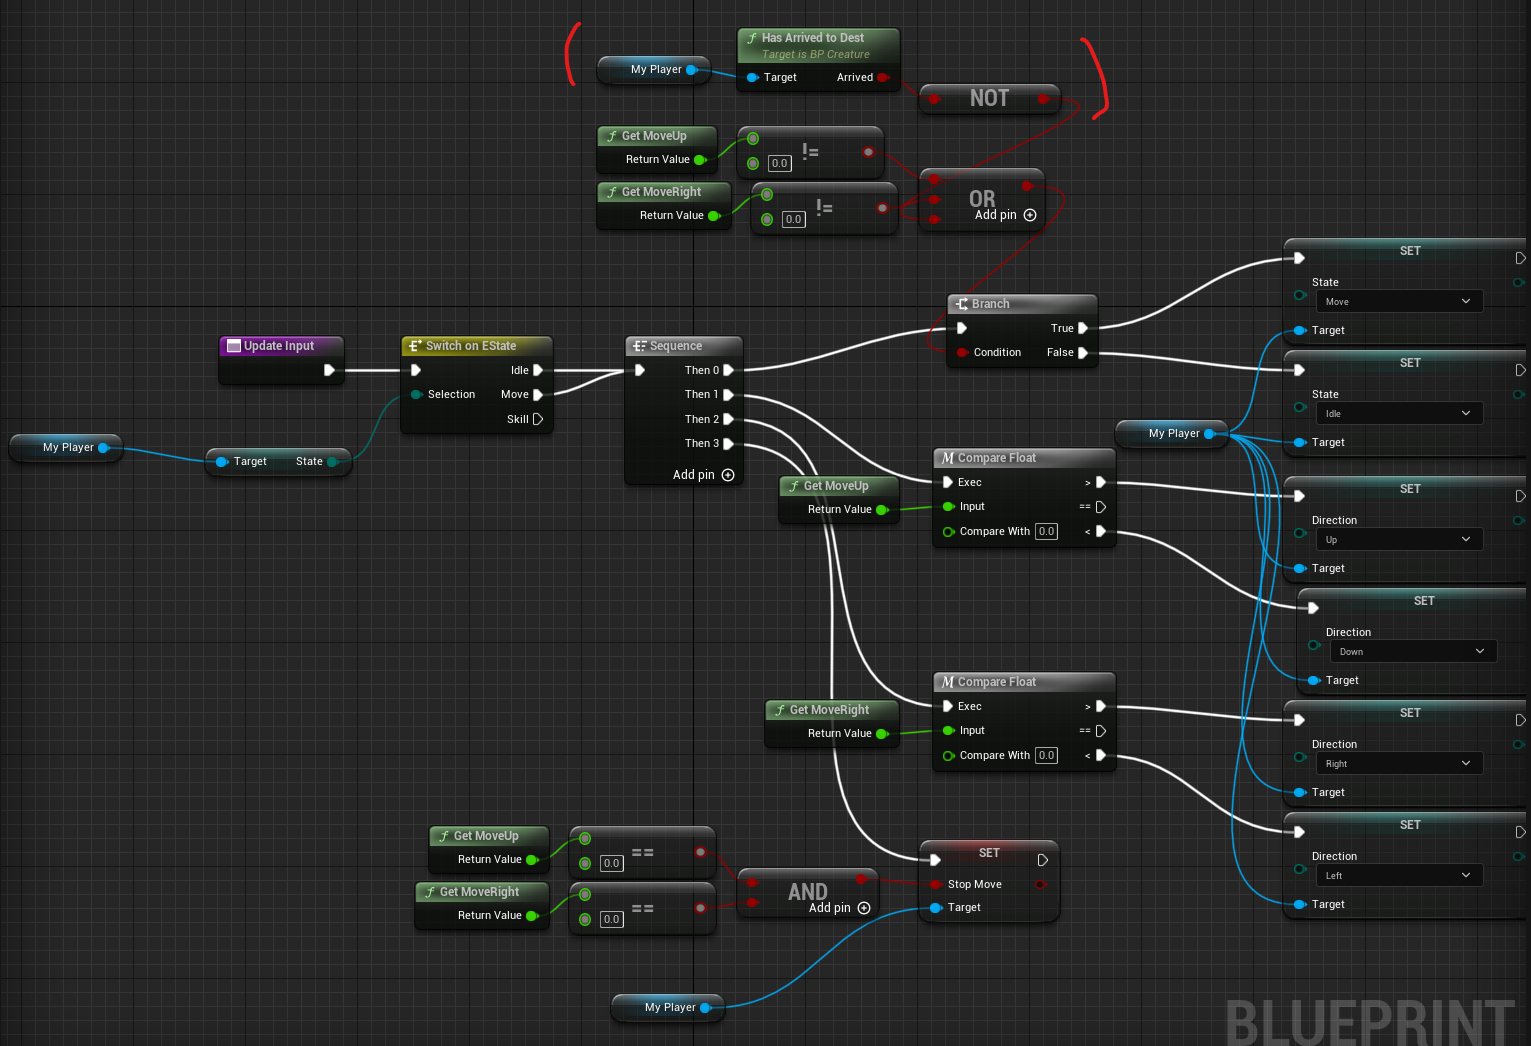 Has Arrived to Dest
Target is BP Creature
My Player
Target Arrived
NOT
Get MoveUp
Return Value
0.0
!=
Get MoveRight
Return Value
0.0
!=
OR
Add pin
SET
State
Move
Target
Branch
True
Condition False
Update Input
Switch on EState
Idle
Selection Move
Skill
Sequence
Then 0
Then 1
Then 2
Then 3
Add pin
SET
State
Idle
Target
My Player
Target State
My Player
Get MoveUp
Return Value
Compare Float
Exec >
Input ==
Compare With 0.0 <
SET
Direction
Up
Target
SET
Direction
Down
Target
Get MoveRight
Return Value
Compare Float
Exec >
Input ==
Compare With 0.0 <
SET
Direction
Right
Target
SET
Direction
Left
Target
Get MoveUp
Return Value
0.0
==
Get MoveRight
Return Value
0.0
==
AND
Add pin
SET
Stop Move
Target
My Player
BLUEPRINT